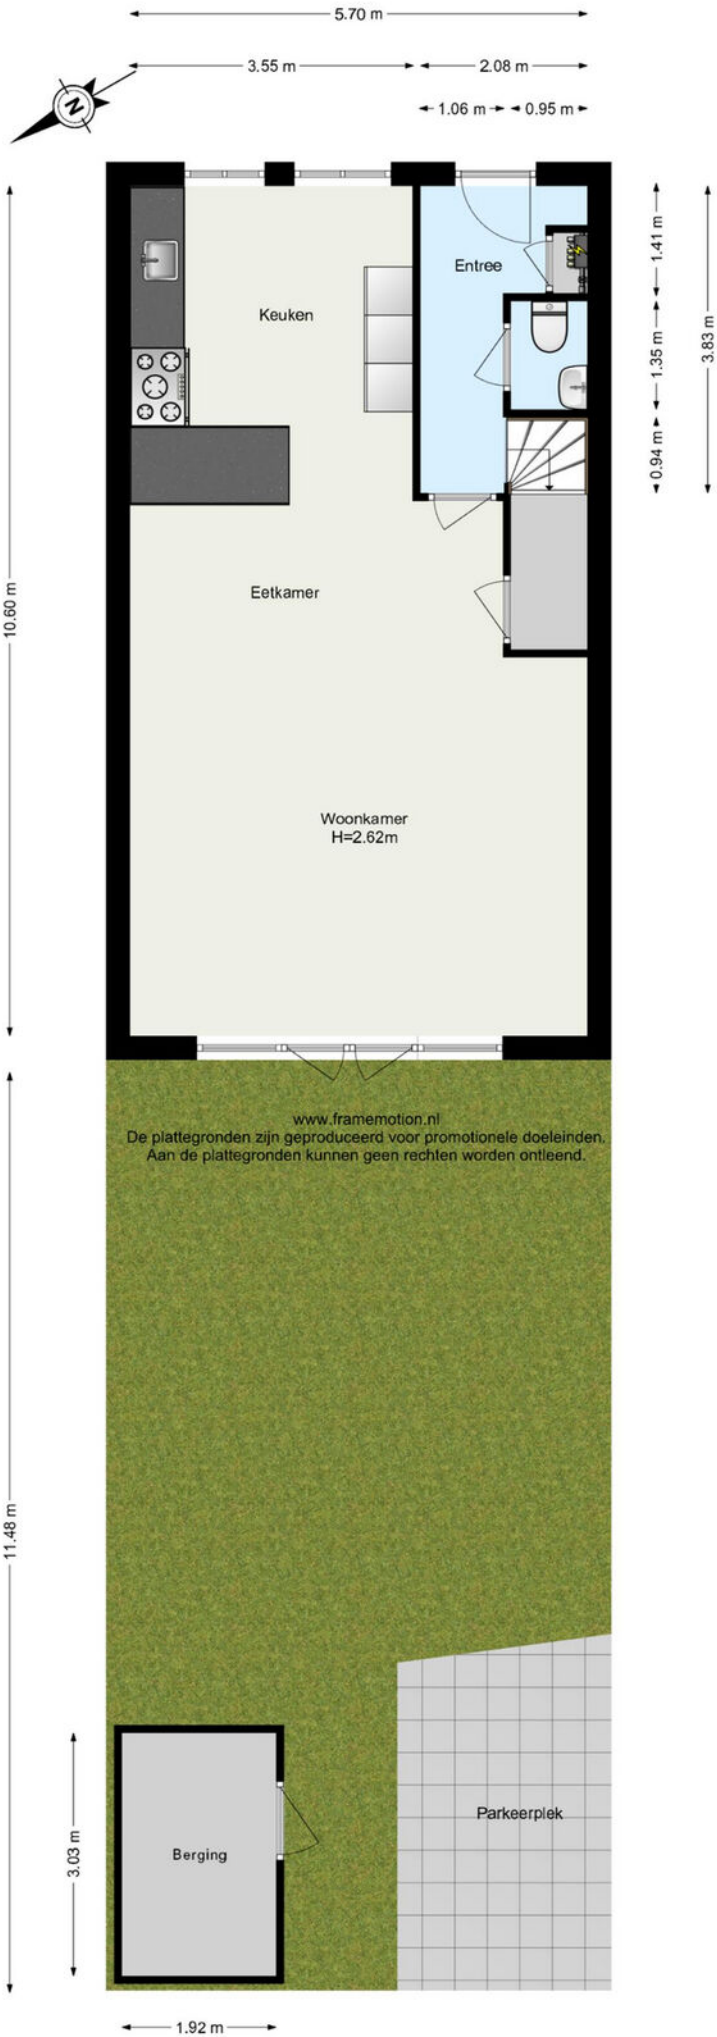 5.70 m
3.55 m
2.08 m
1.06 m
0.95 m
N
1.41 m
3.83 m
Entree
Keuken
1.35 m
0.94 m
10.60 m
Eetkamer
Woonkamer
H=2.62m
www.framemotion.nl
De plattegronden zijn geproduceerd voor promotionele doeleinden.
Aan de plattegronden kunnen geen rechten worden ontleend.
11.48 m
Parkeerplek
3.03 m
Berging
1.92 m